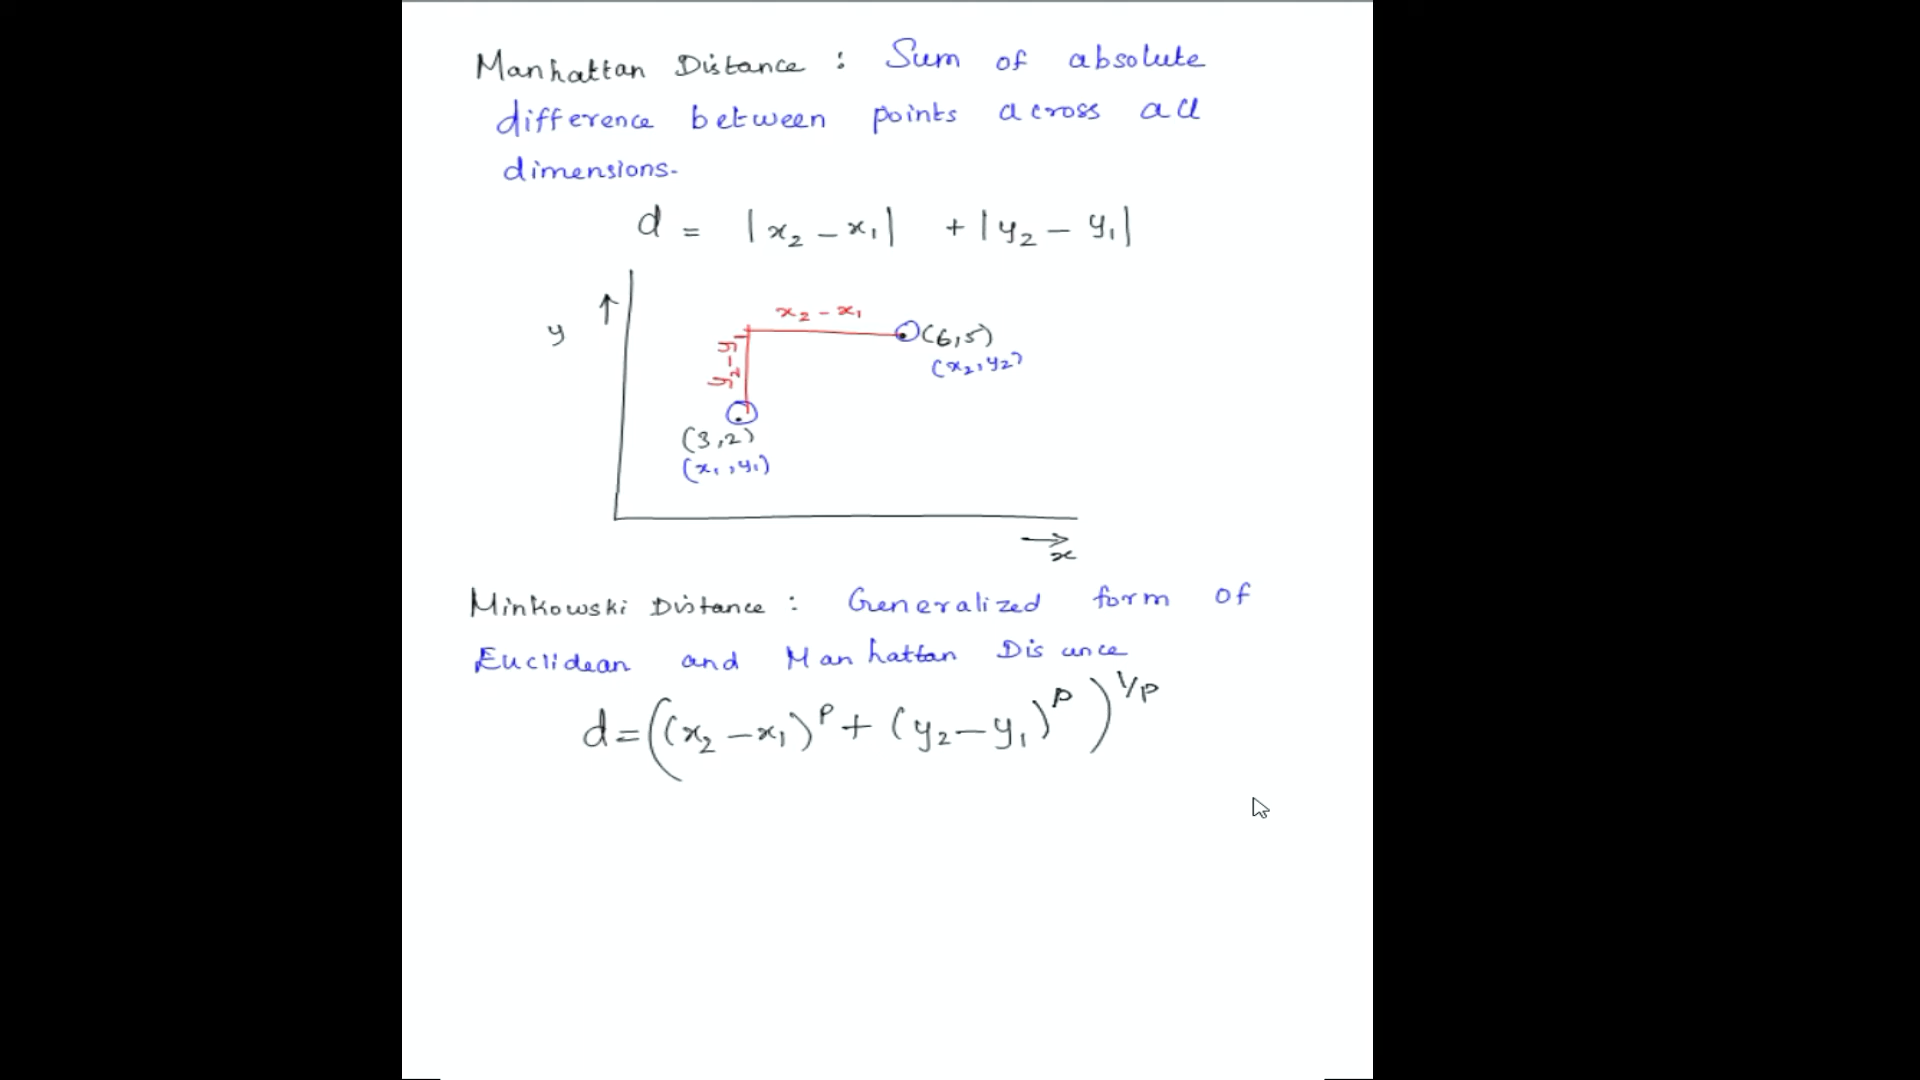 Manhattan Distance : Sum of absolute
difference between points across all
dimensions.
d = |x₂ - x₁| + |y₂ - y₁|
x₂ - x₁
y
y₂ - y₁
(6,5)
(x₂, y₂)
(3,2)
(x₁, y₁)
x
Minkowski Distance : Generalized form of
Euclidean and Manhattan Dis ance
d = ((x₂ - x₁)ᵖ + (y₂ - y₁)ᵖ)^1/p